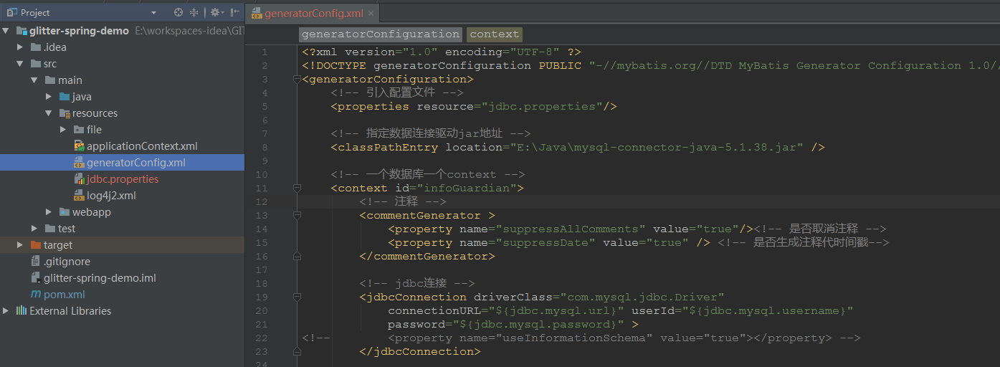 Project
glitter-spring-demo E:\workspaces-idea\GI
.idea
src
main
java
resources
file
applicationContext.xml
generatorConfig.xml
jdbc.properties
log4j2.xml
webapp
test
target
.gitignore
glitter-spring-demo.iml
pom.xml
External Libraries
generatorConfig.xml
generatorConfiguration context
1 <?xml version="1.0" encoding="UTF-8" ?>
2 <!DOCTYPE generatorConfiguration PUBLIC "-//mybatis.org//DTD MyBatis Generator Configuration 1.0//
3 <generatorConfiguration>
4 <!-- 引入配置文件 -->
5 <properties resource="jdbc.properties"/>
6
7 <!-- 指定数据连接驱动jar地址 -->
8 <classPathEntry location="E:\Java\mysql-connector-java-5.1.38.jar" />
9
10 <!-- 一个数据库一个context -->
11 <context id="infoGuardian">
12 <!-- 注释 -->
13 <commentGenerator >
14 <property name="suppressAllComments" value="true"/><!-- 是否取消注释 -->
15 <property name="suppressDate" value="true" /> <!-- 是否生成注释代时间戳-->
16 </commentGenerator>
17
18 <!-- jdbc连接 -->
19 <jdbcConnection driverClass="com.mysql.jdbc.Driver"
20 connectionURL="${jdbc.mysql.url}" userId="${jdbc.mysql.username}"
21 password="${jdbc.mysql.password}" >
22 <!-- <property name="useInformationSchema" value="true"></property> -->
23 </jdbcConnection>
24